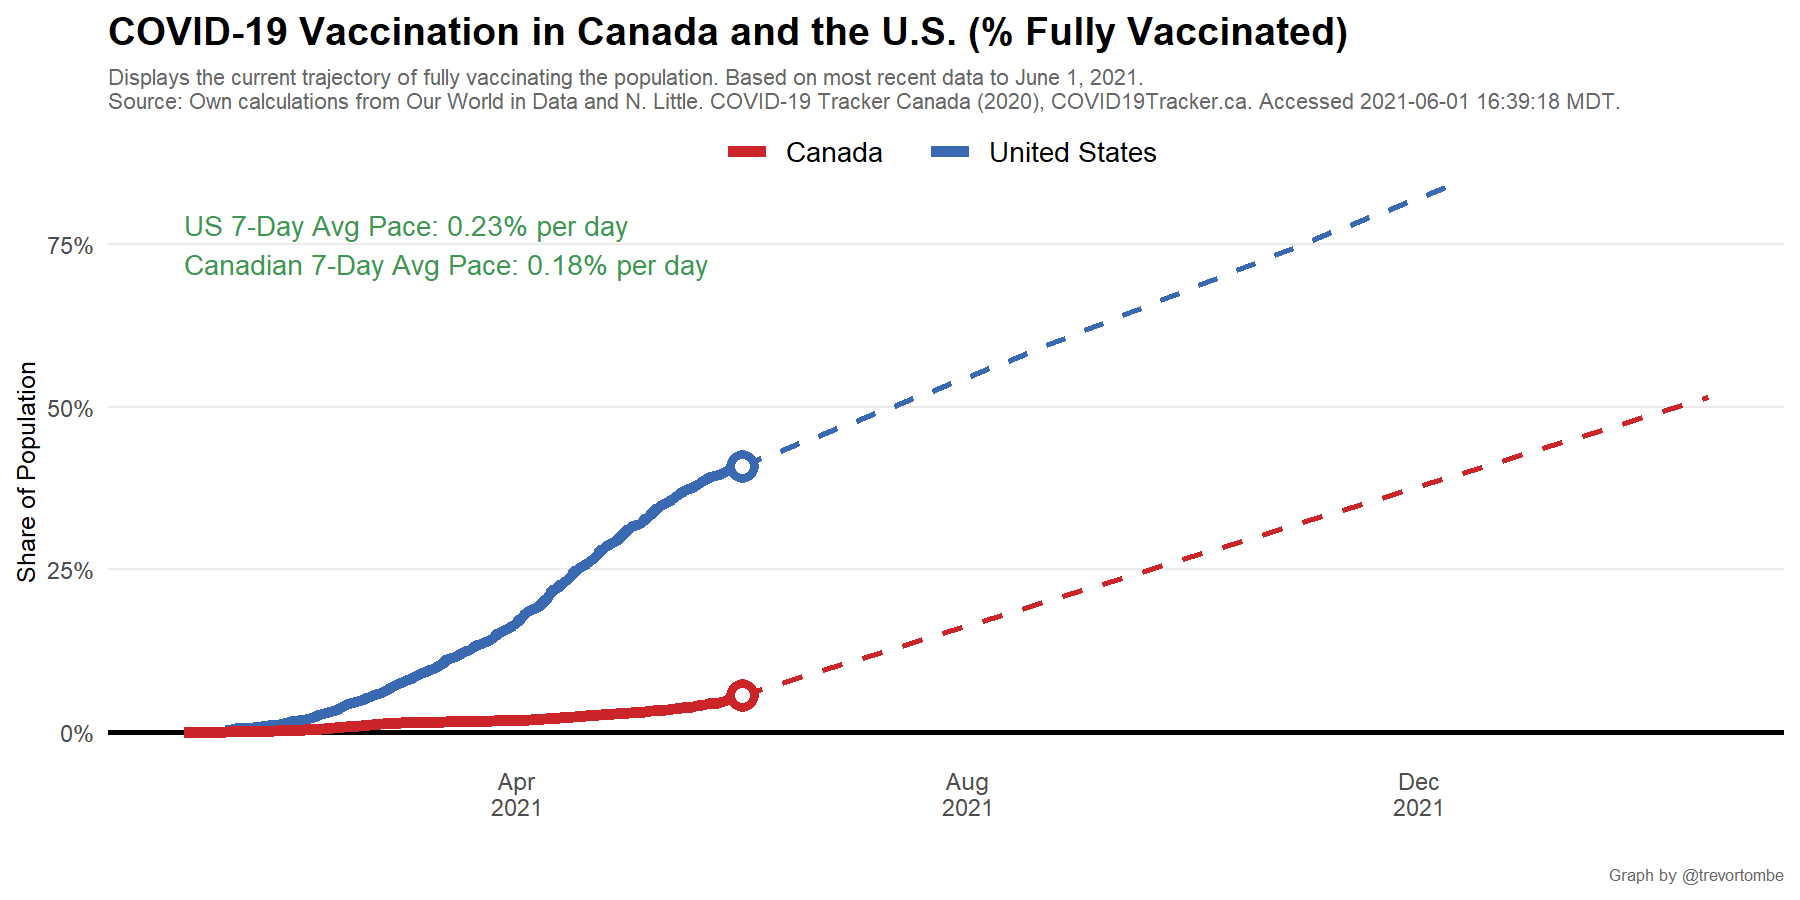 COVID-19 Vaccination in Canada and the U.S. (% Fully Vaccinated)
Displays the current trajectory of fully vaccinating the population. Based on most recent data to June 1, 2021.
Source: Own calculations from Our World in Data and N. Little. COVID-19 Tracker Canada (2020), COVID19Tracker.ca. Accessed 2021-06-01 16:39:18 MDT.
Canada
United States
US 7-Day Avg Pace: 0.23% per day
Canadian 7-Day Avg Pace: 0.18% per day
Share of Population
75%
50%
25%
0%
Apr
2021
Aug
2021
Dec
2021
Graph by @trevortombe